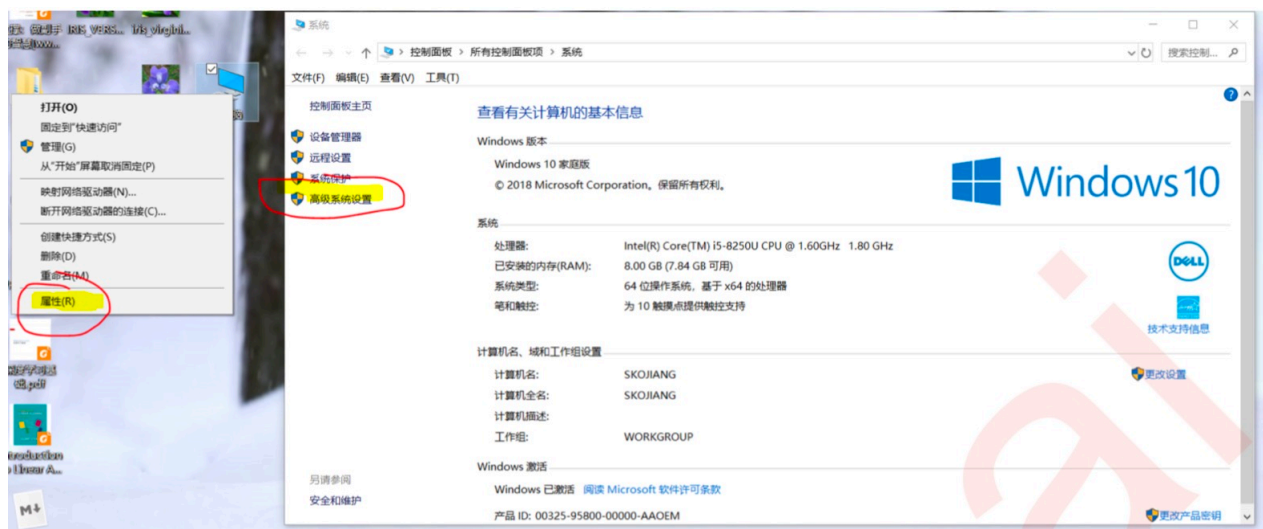 IRIS_VERS...
打开(O)
固定到"快速访问"
管理(G)
从"开始"屏幕取消固定(P)
映射网络驱动器(N)...
断开网络驱动器的连接(C)...
创建快捷方式(S)
删除(D)
重命名(M)
属性(R)
Introduction
to Linear A...
M
系统
控制面板 > 所有控制面板项 > 系统
搜索控制...
文件(F) 编辑(E) 查看(V) 工具(T)
控制面板主页
设备管理器
远程设置
系统保护
高级系统设置
另请参阅
安全和维护
查看有关计算机的基本信息
Windows 版本
Windows 10 家庭版
© 2018 Microsoft Corporation。保留所有权利。
Windows 10
系统
处理器: Intel(R) Core(TM) i5-8250U CPU @ 1.60GHz 1.80 GHz
已安装的内存(RAM): 8.00 GB (7.84 GB 可用)
系统类型: 64 位操作系统，基于 x64 的处理器
笔和触控: 为 10 触摸点提供触控支持
DELL
技术支持信息
计算机名、域和工作组设置
计算机名: SKOJIANG
更改设置
计算机全名: SKOJIANG
计算机描述:
工作组: WORKGROUP
Windows 激活
Windows 已激活 阅读 Microsoft 软件许可条款
产品 ID: 00325-95800-00000-AAOEM
更改产品密钥
ai